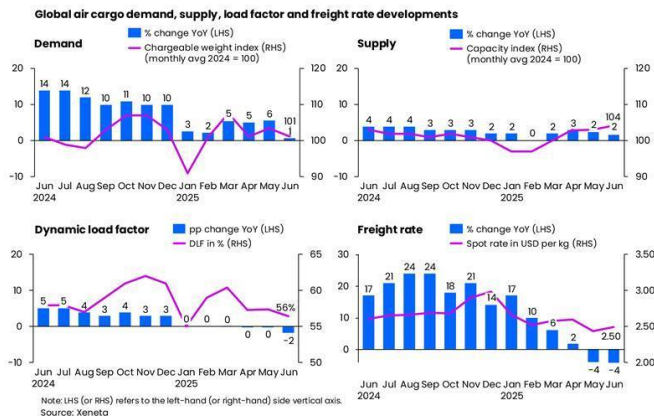 Global air cargo demand, supply, load factor and freight rate developments
Demand
% change YoY (LHS)
Chargeable weight index (RHS)
(monthly avg 2024 = 100)
20 120
10 110
0 100
-10 90
14 14 12 10 11 10 10 3 2 5 5 6 1
101
Jun Jul Aug Sep Oct Nov Dec Jan Feb Mar Apr May Jun
2024 2025
Supply
% change YoY (LHS)
Capacity index (RHS)
(monthly avg 2024 = 100)
20 120
10 110
0 100
-10 90
4 4 4 3 3 3 2 2 0 2 3 2 2
104
Jun Jul Aug Sep Oct Nov Dec Jan Feb Mar Apr May Jun
2024 2025
Dynamic load factor
pp change YoY (LHS)
DLF in % (RHS)
20 65
10 60
0 55
-10 50
5 5 4 3 4 3 3 0 0 0 0 0 -2
56%
Jun Jul Aug Sep Oct Nov Dec Jan Feb Mar Apr May Jun
2024 2025
Freight rate
% change YoY (LHS)
Spot rate in USD per kg (RHS)
30 3.50
20 3.00
10 2.50
0 2.00
17 21 24 24 18 21 14 17 10 6 2 -4 -4
2.50
Jun Jul Aug Sep Oct Nov Dec Jan Feb Mar Apr May Jun
2024 2025
Note: LHS (or RHS) refers to the left-hand (or right-hand) side vertical axis.
Source: Xeneta